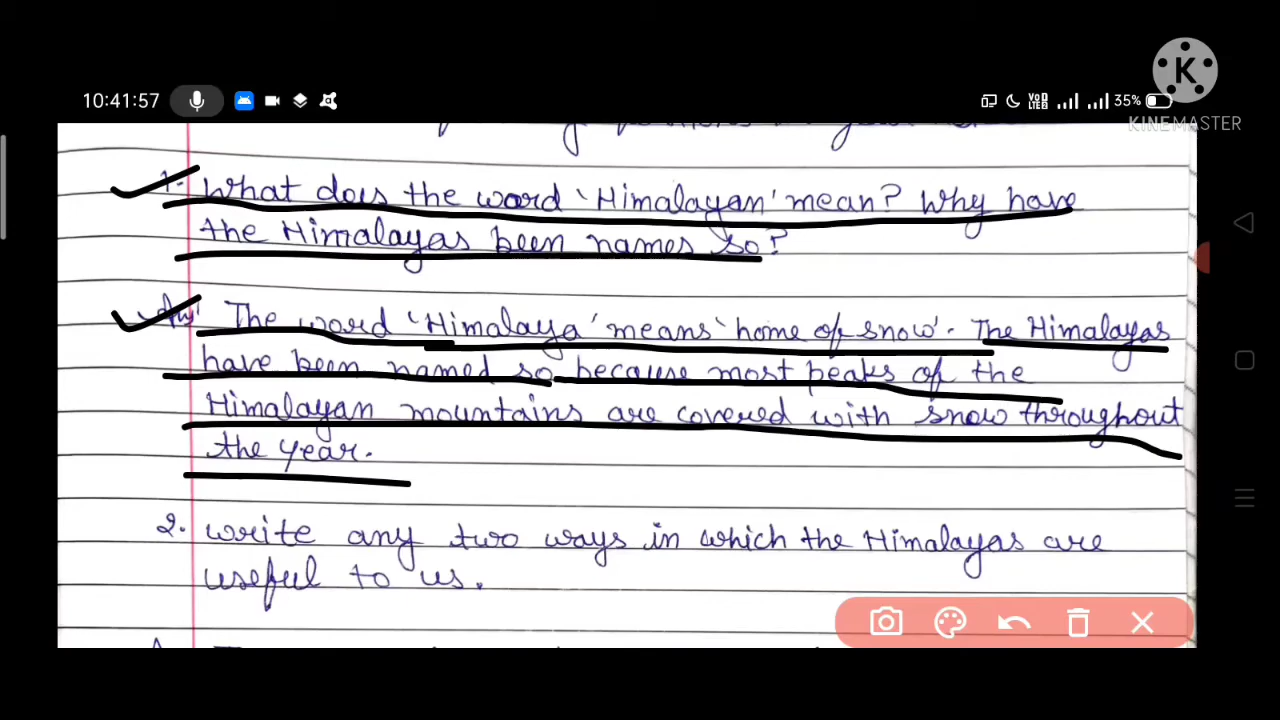 10:41:57
35%
KINEMASTER
1. What does the word 'Himalayan' mean? Why have
the Himalayas been names so?
Ans: The word 'Himalaya' means 'home of snow'. The Himalayas
have been named so because most peaks of the
Himalayan mountains are covered with snow throughout
the year.
2. write any two ways in which the Himalayas are
useful to us.